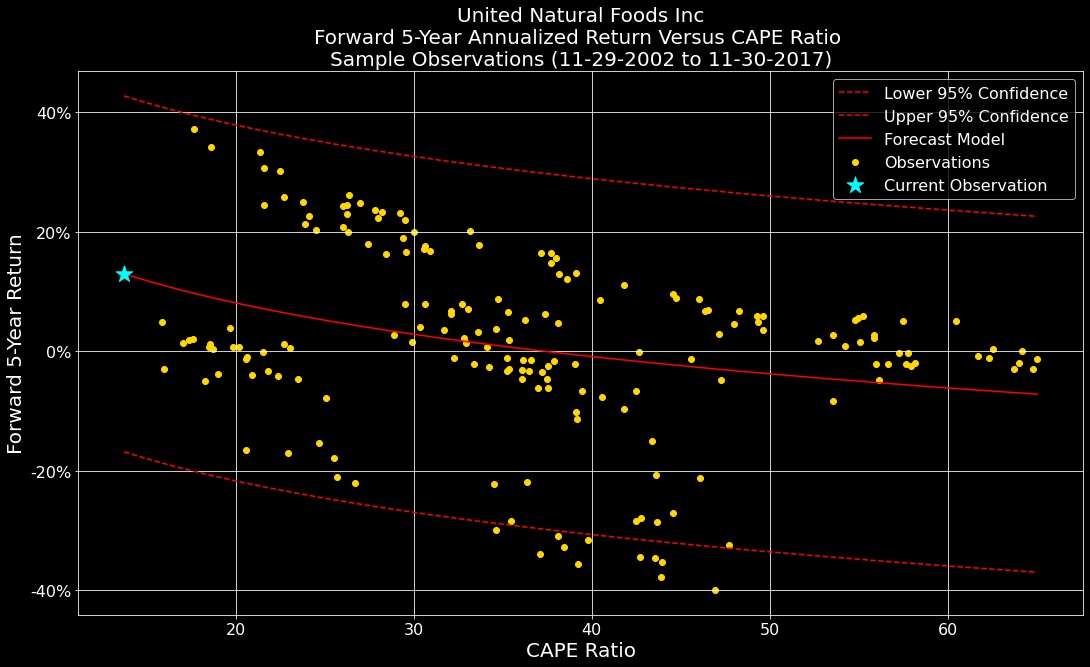 United Natural Foods Inc
Forward 5-Year Annualized Return Versus CAPE Ratio
Sample Observations (11-29-2002 to 11-30-2017)
Lower 95% Confidence
Upper 95% Confidence
Forecast Model
Observations
Current Observation
Forward 5-Year Return
40%
20%
0%
-20%
-40%
20 30 40 50 60
CAPE Ratio